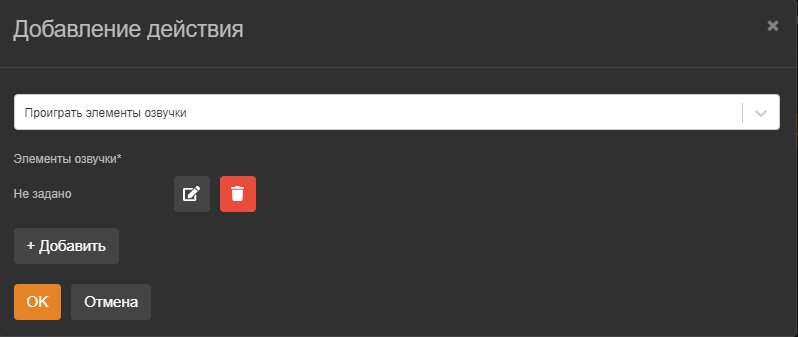 Добавление действия
Проиграть элементы озвучки
Элементы озвучки*
Не задано
+ Добавить
OK
Отмена